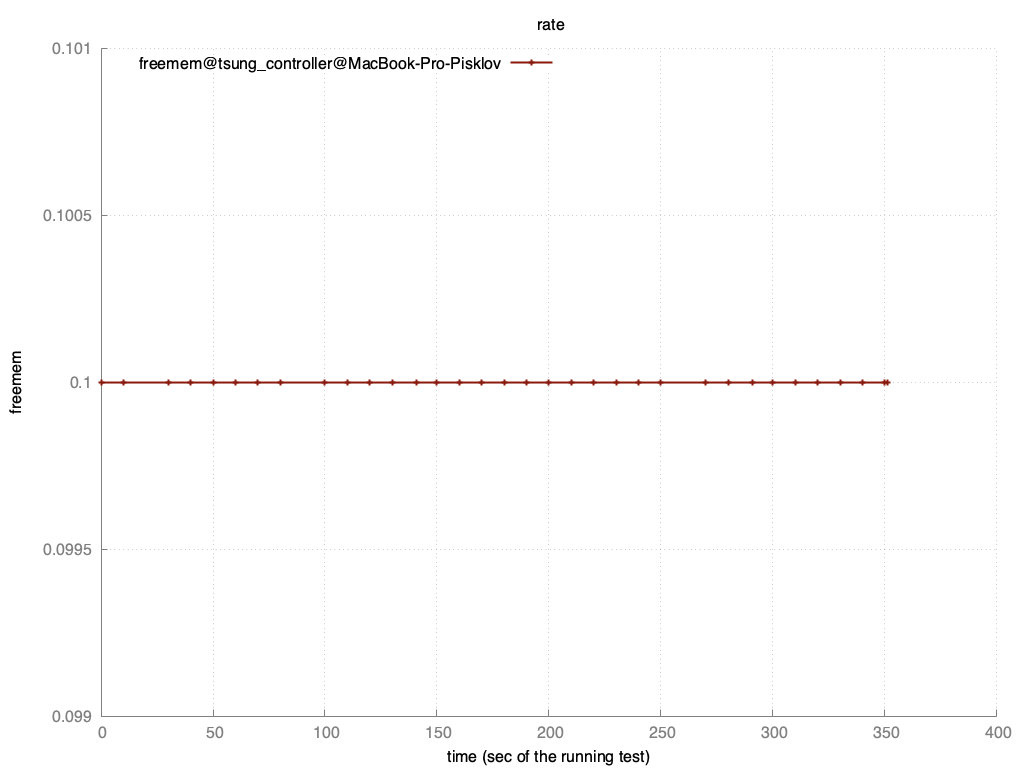 rate
0.101
freemem@tsung_controller@MacBook-Pro-Pisklov
0.1005
freemem
0.1
0.0995
0.099
0 50 100 150 200 250 300 350 400
time (sec of the running test)